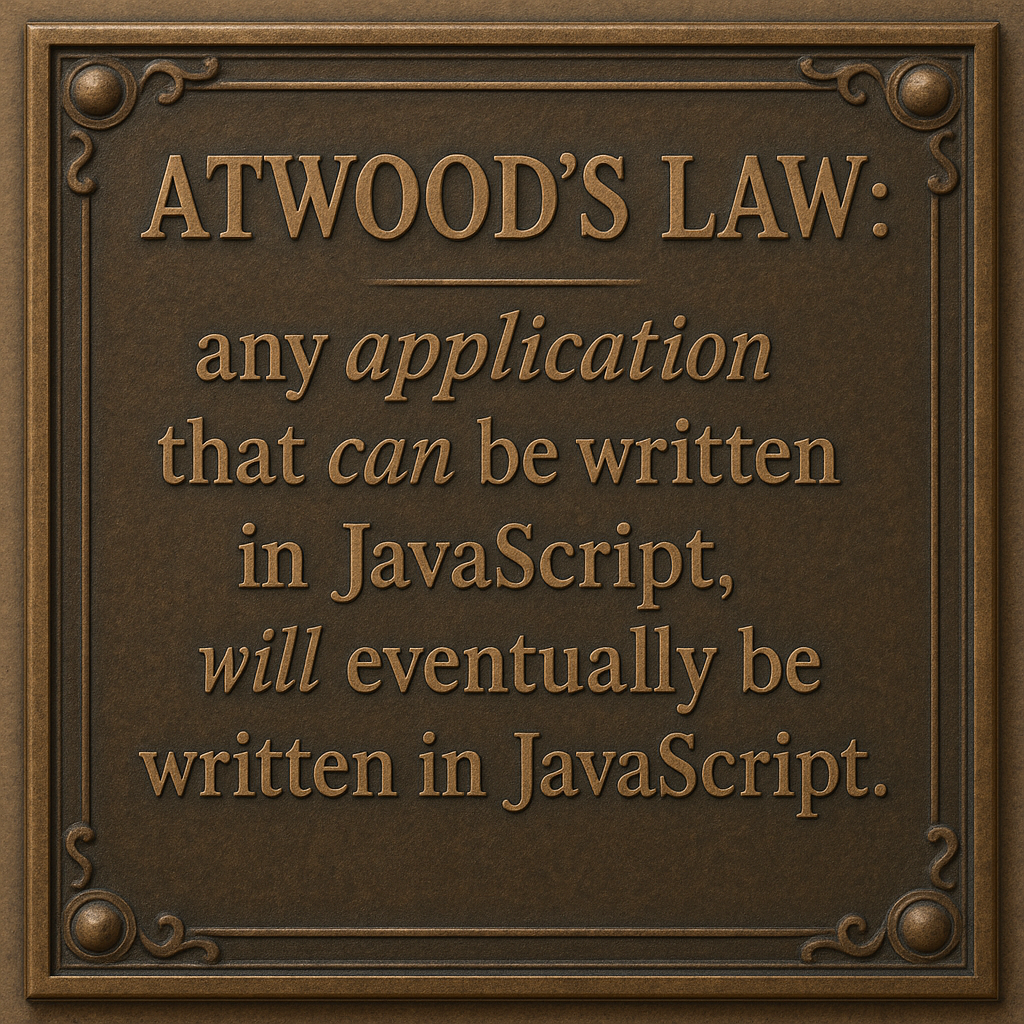 ATWOOD’S LAW:
any application
that can be written
in JavaScript,
will eventually be
written in JavaScript.